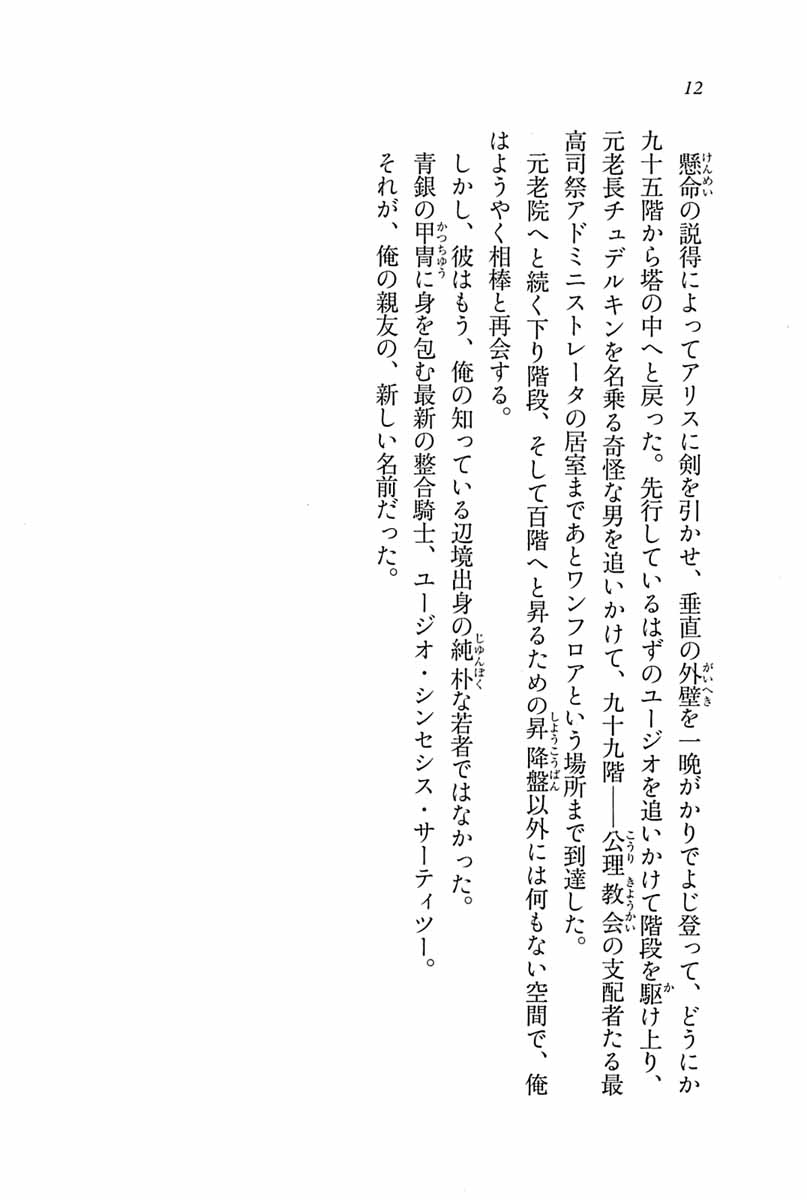 12
懸命の説得によってアリスに剣を引かせ、垂直の外壁を一晩がかりでよじ登って、どうにか
九十五階から塔の中へと戻った。先行しているはずのユージオを追いかけて階段を駆け上り、
元老長チュデルキンを名乗る奇怪な男を追いかけて、九十九階――公理教会の支配者たる最
高司祭アドミニストレータの居室まであとワンフロアという場所まで到達した。
元老院へと続く下り階段、そして百階へと昇るための昇降盤以外には何もない空間で、俺
はようやく相棒と再会する。
しかし、彼はもう、俺の知っている辺境出身の純朴な若者ではなかった。
青銀の甲冑に身を包む最新の整合騎士、ユージオ・シンセシス・サーティツー。
それが、俺の親友の、新しい名前だった。